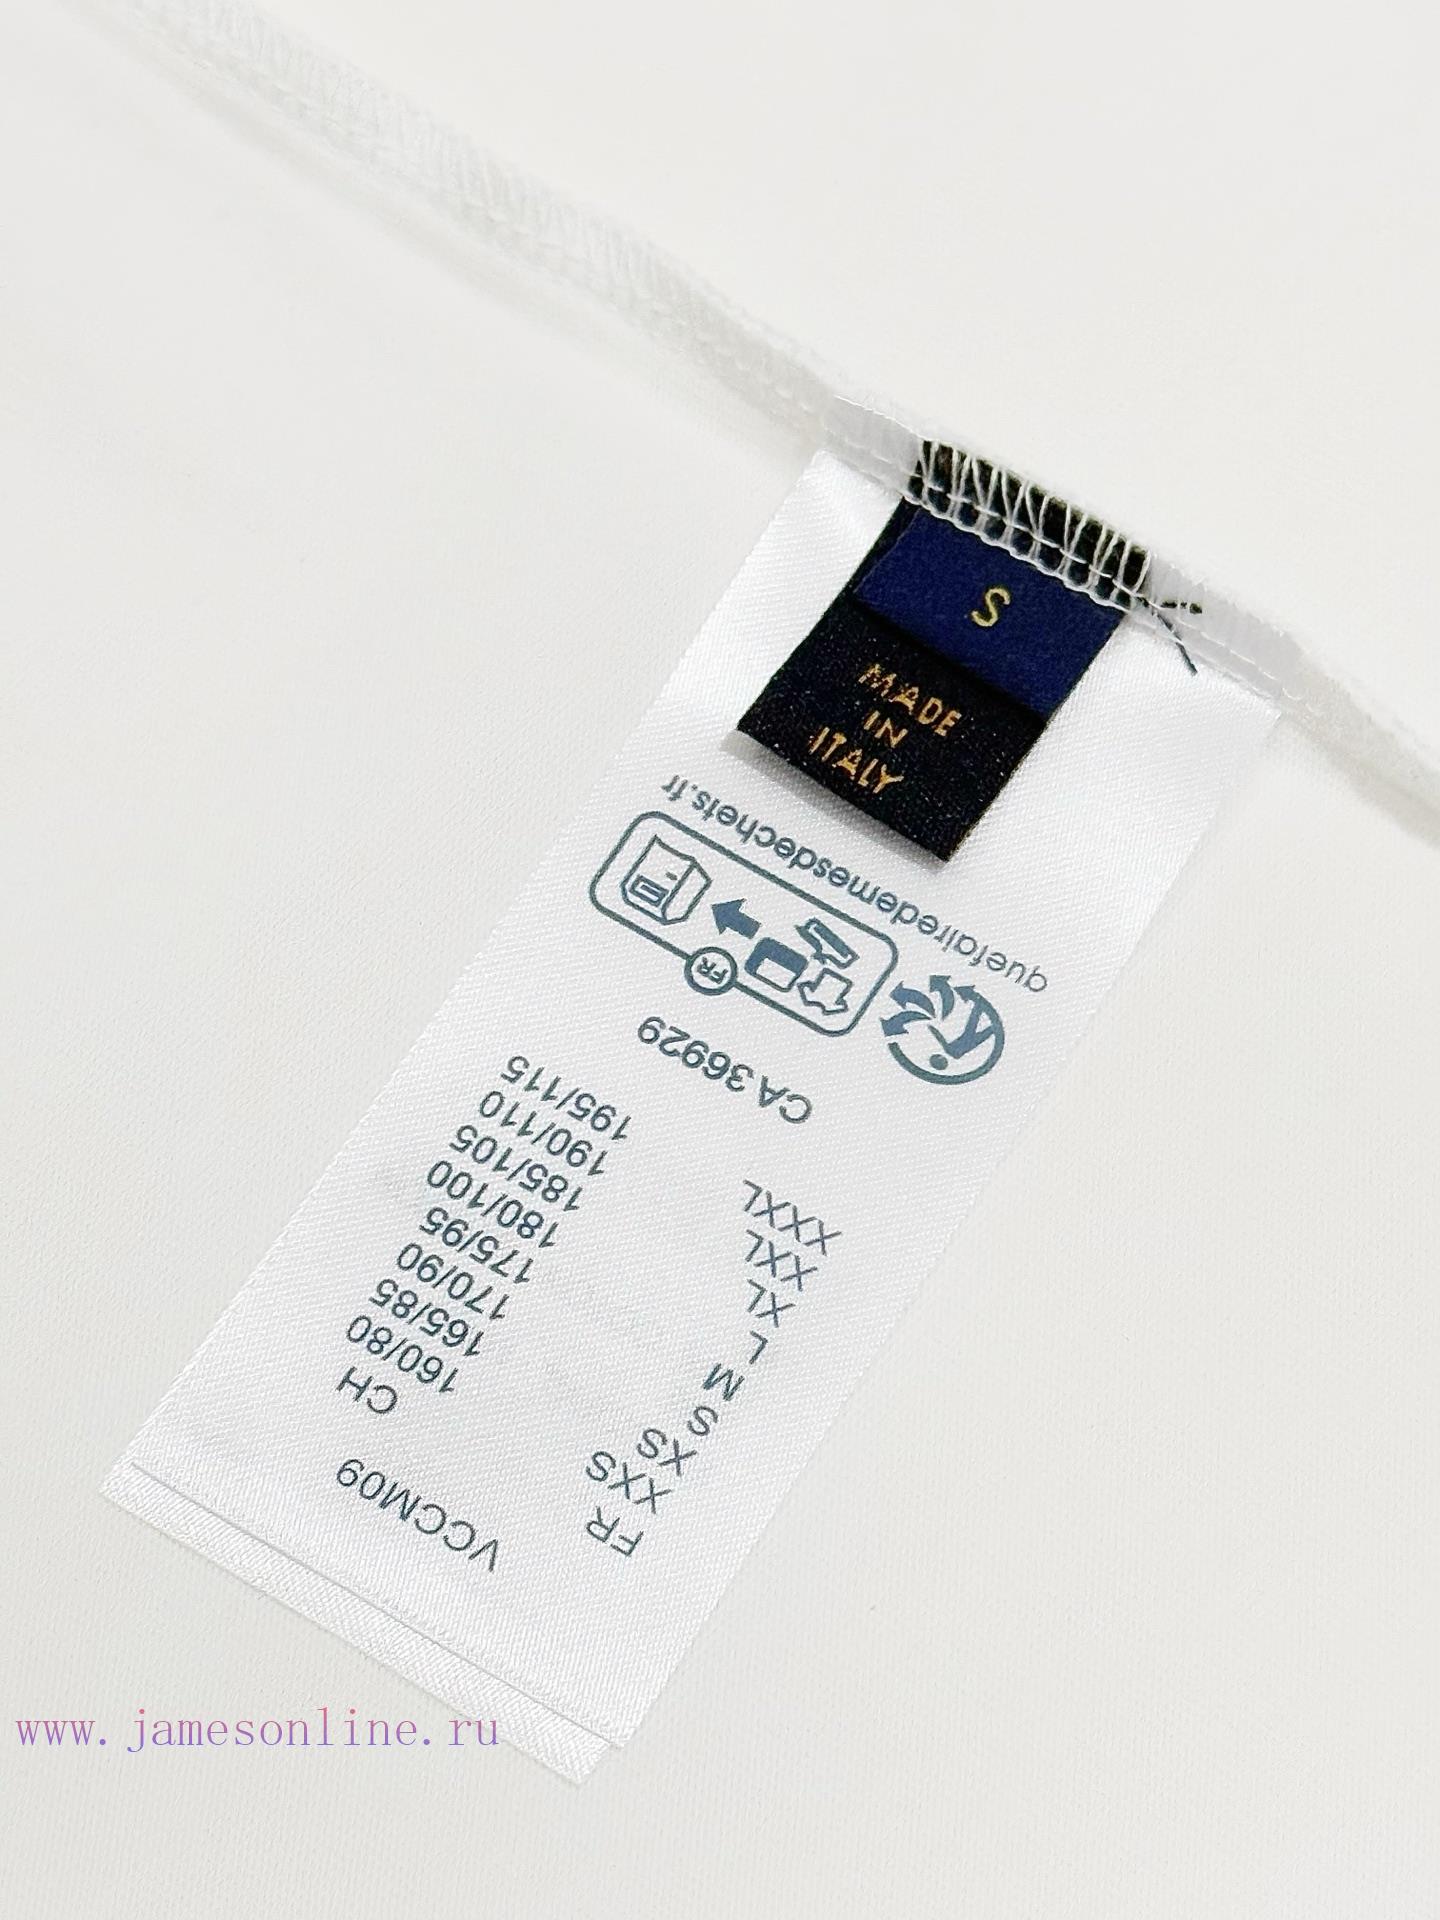 S
MADE
IN
ITALY
VCCM09
FR CH
XXS 160/80
XS 165/85
S 170/90
M 175/95
L 180/100
XL 185/105
XXL 190/110
XXXL 195/115
CA 36929
FR
quefairedemesdechets.fr
www.jamesonline.ru